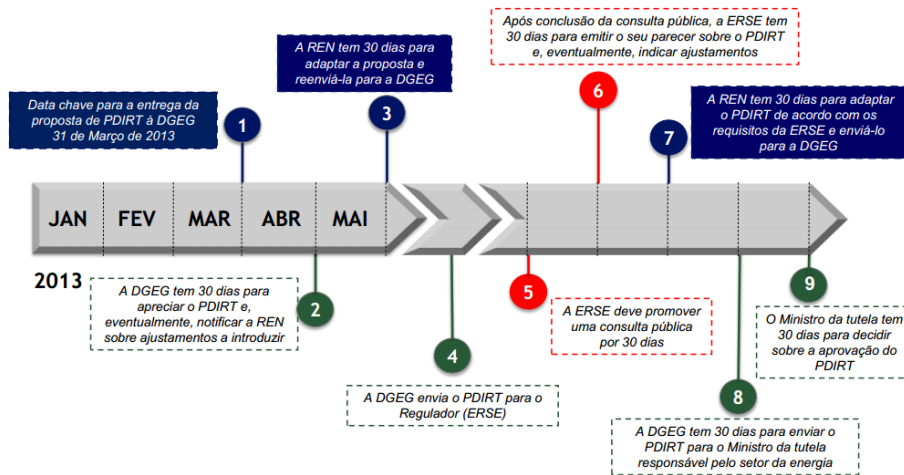 Data chave para a entrega da
proposta de PDIRT à DGEG
31 de Março de 2013
1
A REN tem 30 dias para
adaptar a proposta e
reenviá-la para a DGEG
3
Após conclusão da consulta pública, a ERSE tem
30 dias para emitir o seu parecer sobre o PDIRT
e, eventualmente, indicar ajustamentos
6
A REN tem 30 dias para adaptar
o PDIRT de acordo com os
requisitos da ERSE e enviá-lo
para a DGEG
7
JAN
FEV
MAR
ABR
MAI
2013
A DGEG tem 30 dias para
apreciar o PDIRT e,
eventualmente, notificar a REN
sobre ajustamentos a introduzir
2
4
A DGEG envia o PDIRT para o
Regulador (ERSE)
5
A ERSE deve promover
uma consulta pública
por 30 dias
8
A DGEG tem 30 dias para enviar o
PDIRT para o Ministro da tutela
responsável pelo setor da energia
9
O Ministro da tutela tem
30 dias para decidir
sobre a aprovação do
PDIRT